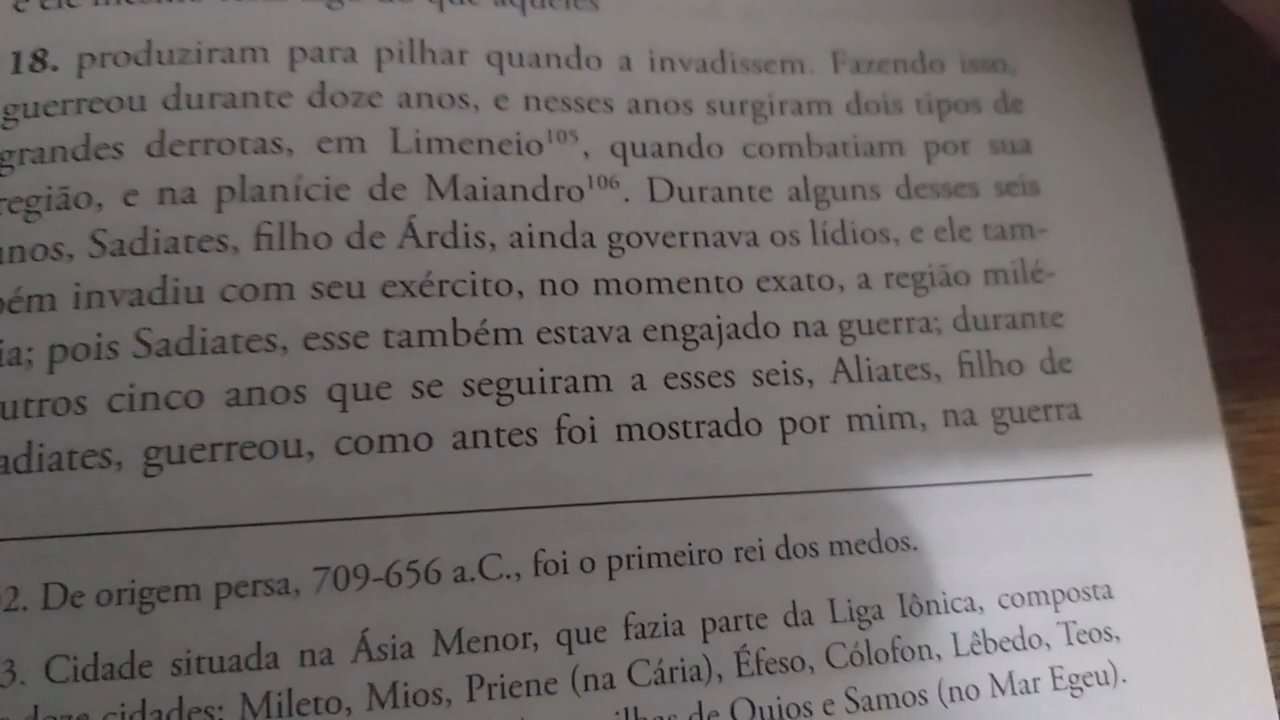 que aqueles
18. produziram para pilhar quando a invadissem. Fazendo isso,
guerreou durante doze anos, e nesses anos surgiram dois tipos de
grandes derrotas, em Limeneio¹⁰⁵, quando combatiam por sua
região, e na planície de Maiandro¹⁰⁶. Durante alguns desses seis
anos, Sadiates, filho de Árdis, ainda governava os lídios, e ele tam-
bém invadiu com seu exército, no momento exato, a região milé-
ia; pois Sadiates, esse também estava engajado na guerra; durante
utros cinco anos que se seguiram a esses seis, Aliates, filho de
adiates, guerreou, como antes foi mostrado por mim, na guerra
2. De origem persa, 709-656 a.C., foi o primeiro rei dos medos.
3. Cidade situada na Ásia Menor, que fazia parte da Liga Iônica, composta
doze cidades: Mileto, Mios, Priene (na Cária), Éfeso, Cólofon, Lêbedo, Teos,
de Quios e Samos (no Mar Egeu).